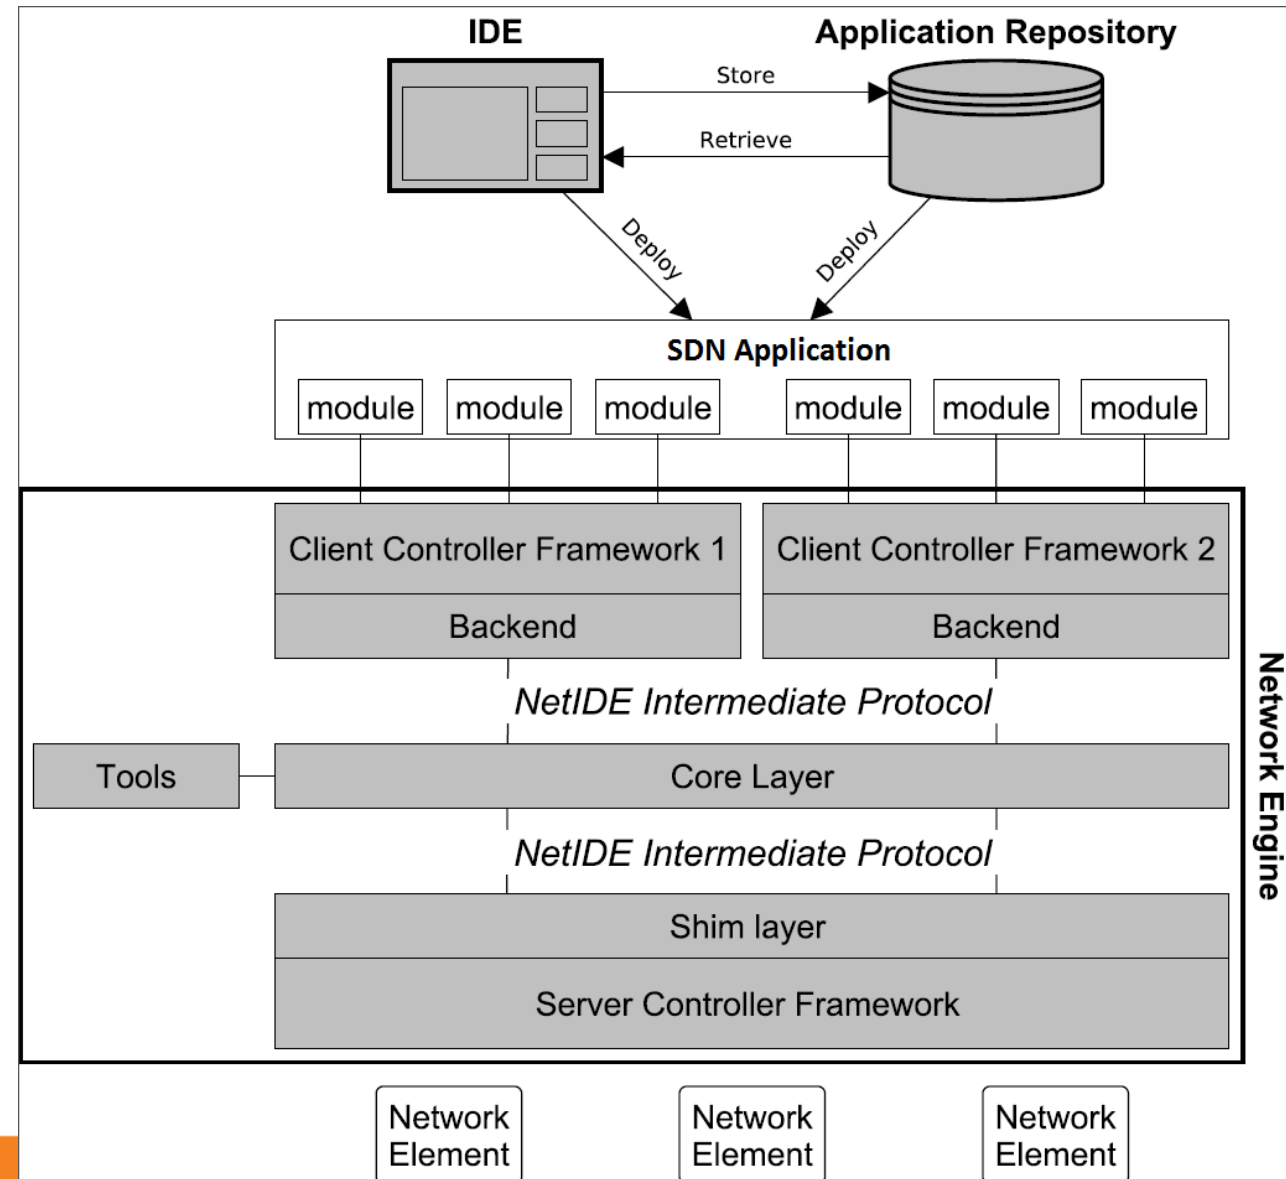 IDE
Application Repository
Store
Retrieve
Deploy
Deploy
SDN Application
module
module
module
module
module
module
Client Controller Framework 1
Client Controller Framework 2
Backend
Backend
NetIDE Intermediate Protocol
Tools
Core Layer
NetIDE Intermediate Protocol
Shim layer
Server Controller Framework
Network Engine
Network
Element
Network
Element
Network
Element